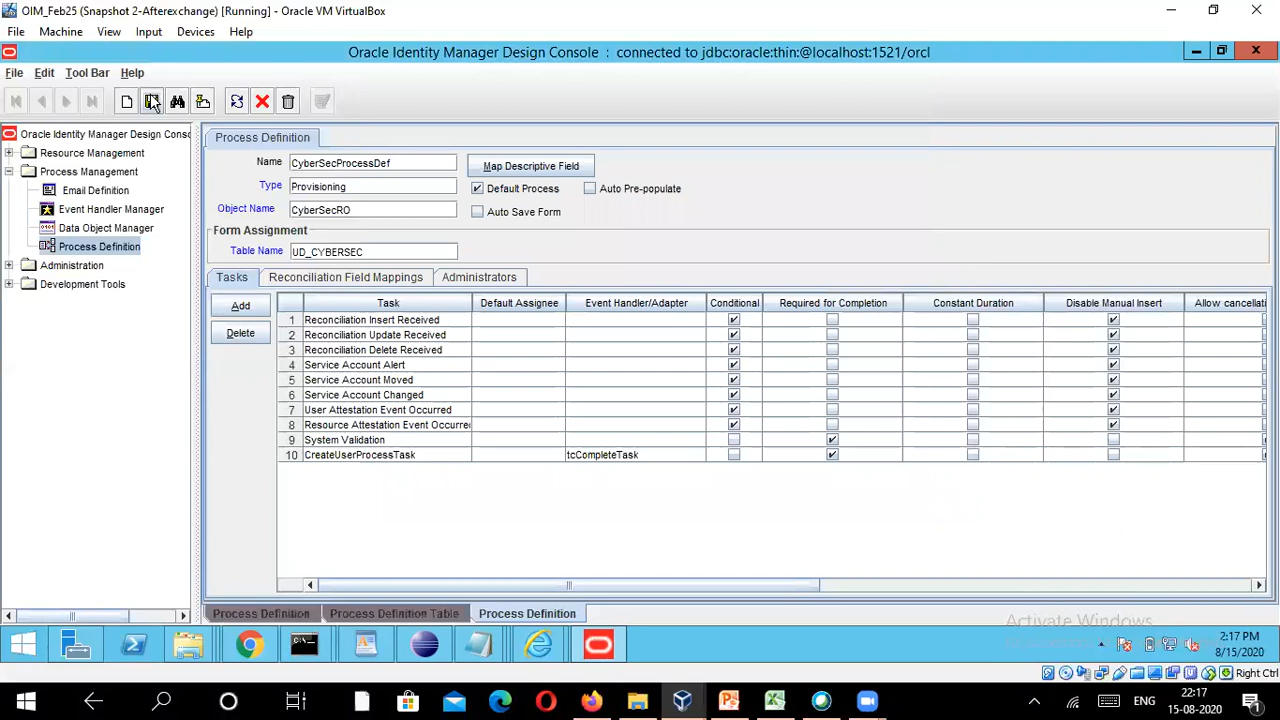 OIM_Feb25 (Snapshot 2-Afterexchange) [Running] - Oracle VM VirtualBox
File Machine View Input Devices Help
Oracle Identity Manager Design Console : connected to jdbc:oracle:thin:@localhost:1521/orcl
File Edit Tool Bar Help
Oracle Identity Manager Design Conso
Resource Management
Process Management
Email Definition
Event Handler Manager
Data Object Manager
Process Definition
Administration
Development Tools
Process Definition
Name CyberSecProcessDef Map Descriptive Field
Type Provisioning Default Process Auto Pre-populate
Object Name CyberSecRO Auto Save Form
Form Assignment
Table Name UD_CYBERSEC
Tasks Reconciliation Field Mappings Administrators
Add
Delete
Task Default Assignee Event Handler/Adapter Conditional Required for Completion Constant Duration Disable Manual Insert Allow cancellati
1 Reconciliation Insert Received
2 Reconciliation Update Received
3 Reconciliation Delete Received
4 Service Account Alert
5 Service Account Moved
6 Service Account Changed
7 User Attestation Event Occurred
8 Resource Attestation Event Occurred
9 System Validation
10 CreateUserProcessTask tcCompleteTask
Process Definition Process Definition Table Process Definition
Activate Windows
2:17 PM
8/15/2020
Right Ctrl
ENG
22:17
15-08-2020